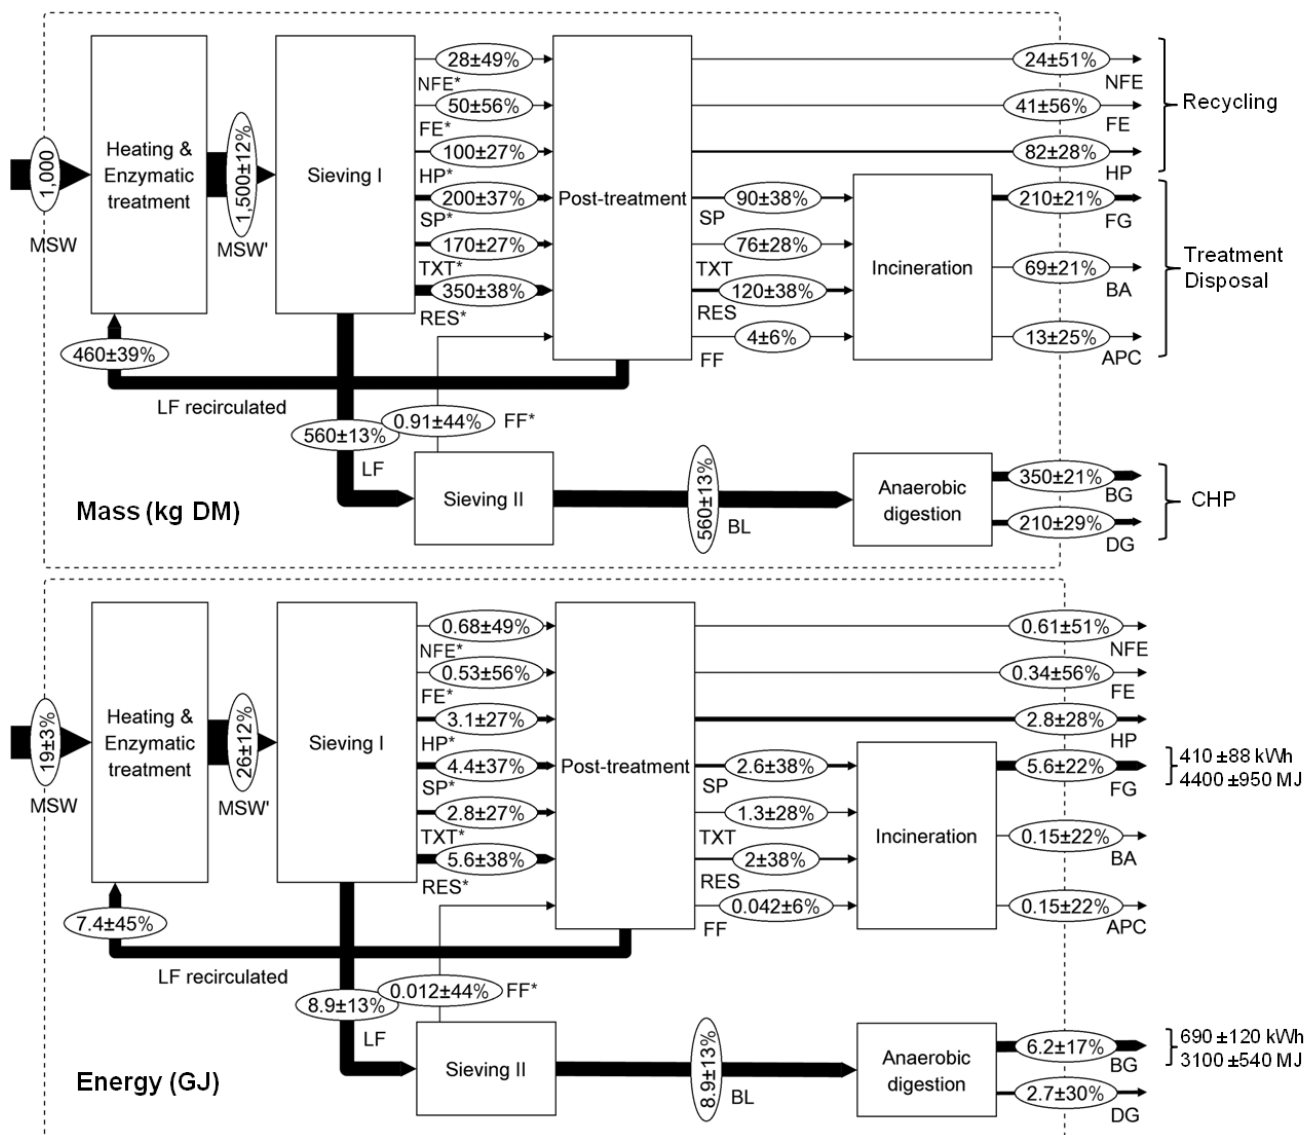 28±49%
NFE*
50±56%
FE*
100±27%
HP*
200±37%
SP*
170±27%
TXT*
350±38%
RES*
24±51%
NFE
41±56%
FE
82±28%
HP
Recycling
1,000
MSW
Heating &
Enzymatic
treatment
1,500±12%
MSW'
Sieving I
Post-treatment
90±38%
SP
76±28%
TXT
120±38%
RES
4±6%
FF
Incineration
210±21%
FG
69±21%
BA
13±25%
APC
Treatment
Disposal
460±39%
LF recirculated
560±13%
LF
0.91±44%
FF*
Sieving II
560±13%
BL
Anaerobic
digestion
350±21%
BG
210±29%
DG
CHP
Mass (kg DM)
0.68±49%
NFE*
0.53±56%
FE*
3.1±27%
HP*
4.4±37%
SP*
2.8±27%
TXT*
5.6±38%
RES*
0.61±51%
NFE
0.34±56%
FE
2.8±28%
HP
19±3%
MSW
Heating &
Enzymatic
treatment
26±12%
MSW'
Sieving I
Post-treatment
2.6±38%
SP
1.3±28%
TXT
2±38%
RES
0.042±6%
FF
Incineration
5.6±22%
FG
0.15±22%
BA
0.15±22%
APC
410 ±88 kWh
4400 ±950 MJ
7.4±45%
LF recirculated
8.9±13%
LF
0.012±44%
FF*
Sieving II
8.9±13%
BL
Anaerobic
digestion
6.2±17%
BG
2.7±30%
DG
690 ±120 kWh
3100 ±540 MJ
Energy (GJ)